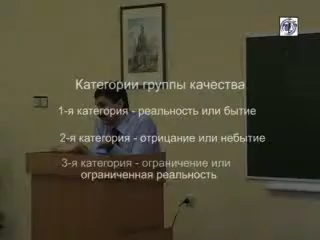 Категории группы качества
1-я категория - реальность или бытие
2-я категория - отрицание или небытие
3-я категория - ограничение или
ограниченная реальность